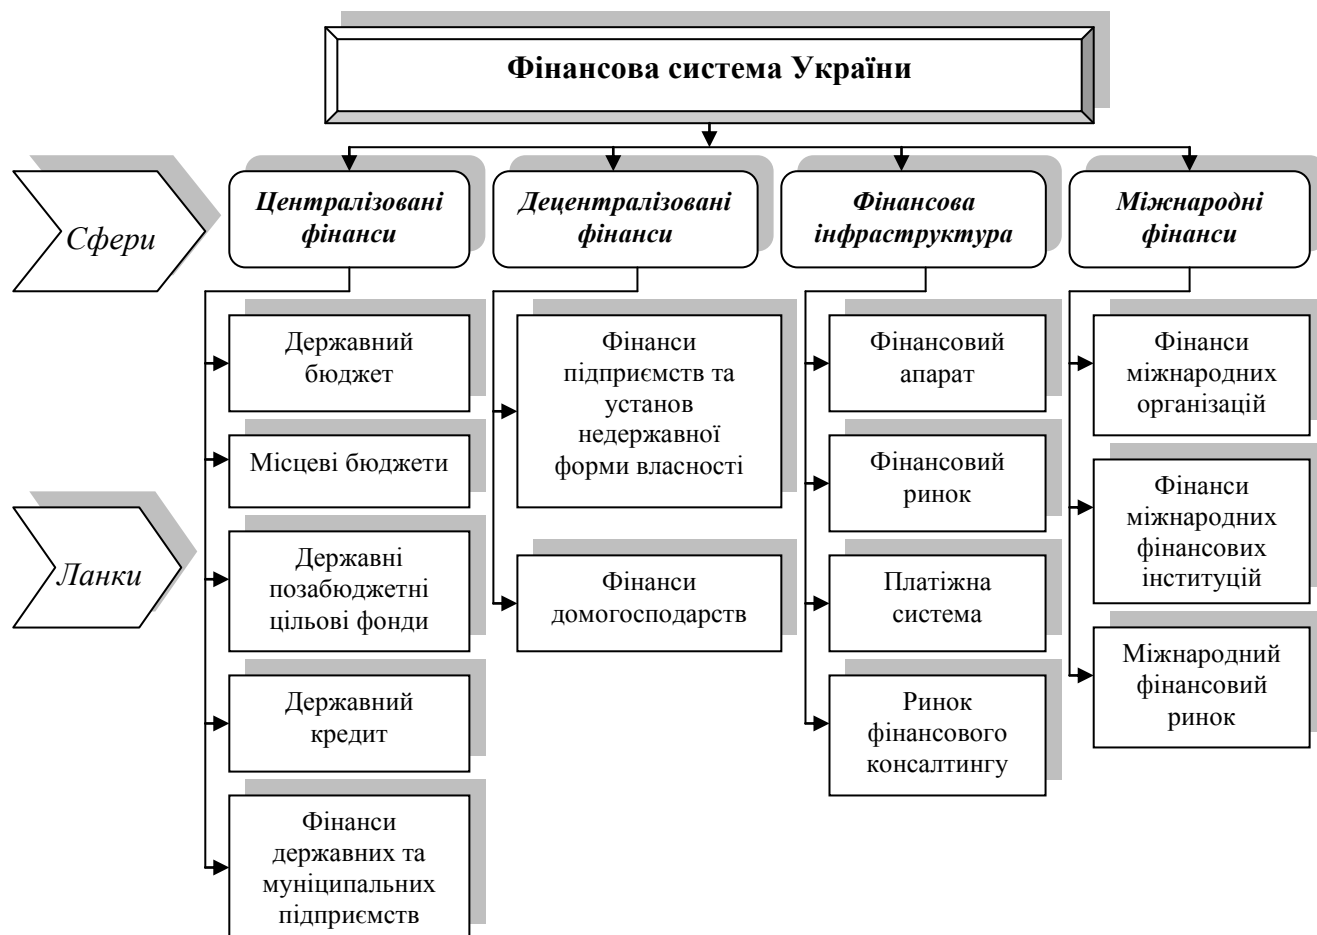 Фінансова система України
Сфери
Централізовані
фінанси
Децентралізовані
фінанси
Фінансова
інфраструктура
Міжнародні
фінанси
Ланки
Державний
бюджет
Місцеві бюджети
Державні
позабюджетні
цільові фонди
Державний
кредит
Фінанси
державних та
муніципальних
підприємств
Фінанси
підприємств та
установ
недержавної
форми власності
Фінанси
домогосподарств
Фінансовий
апарат
Фінансовий
ринок
Платіжна
система
Ринок
фінансового
консалтингу
Фінанси
міжнародних
організацій
Фінанси
міжнародних
фінансових
інституцій
Міжнародний
фінансовий
ринок